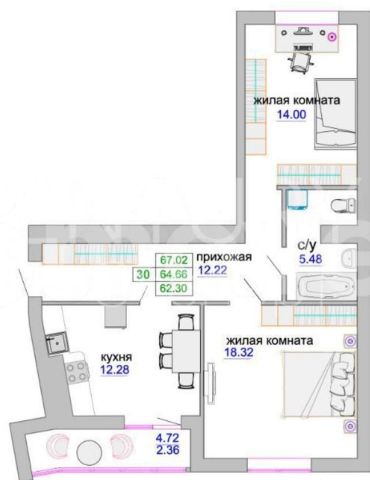 жилая комната
14.00
67.02
30 64.66
62.30
прихожая
12.22
с/у
5.48
кухня
12.28
жилая комната
18.32
4.72
2.36